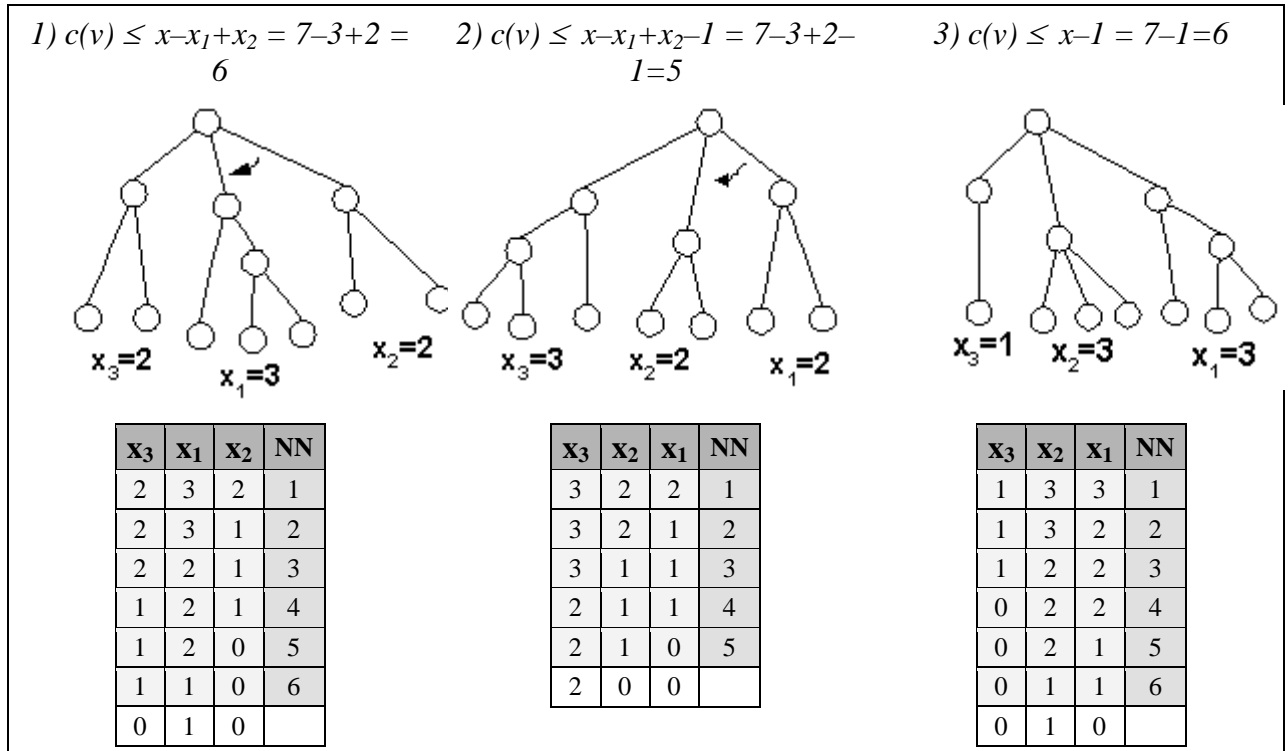 1) c(v) ≤ x–x₁+x₂ = 7–3+2 =
6
2) c(v) ≤ x–x₁+x₂–1 = 7–3+2–
1=5
3) c(v) ≤ x–1 = 7–1=6
x₃=2
x₁=3
x₂=2
x₃=3
x₂=2
x₁=2
x₃=1
x₂=3
x₁=3
x₃ x₁ x₂ NN
2 3 2 1
2 3 1 2
2 2 1 3
1 2 1 4
1 2 0 5
1 1 0 6
0 1 0
x₃ x₂ x₁ NN
3 2 2 1
3 2 1 2
3 1 1 3
2 1 1 4
2 1 0 5
2 0 0
x₃ x₂ x₁ NN
1 3 3 1
1 3 2 2
1 2 2 3
0 2 2 4
0 2 1 5
0 1 1 6
0 1 0